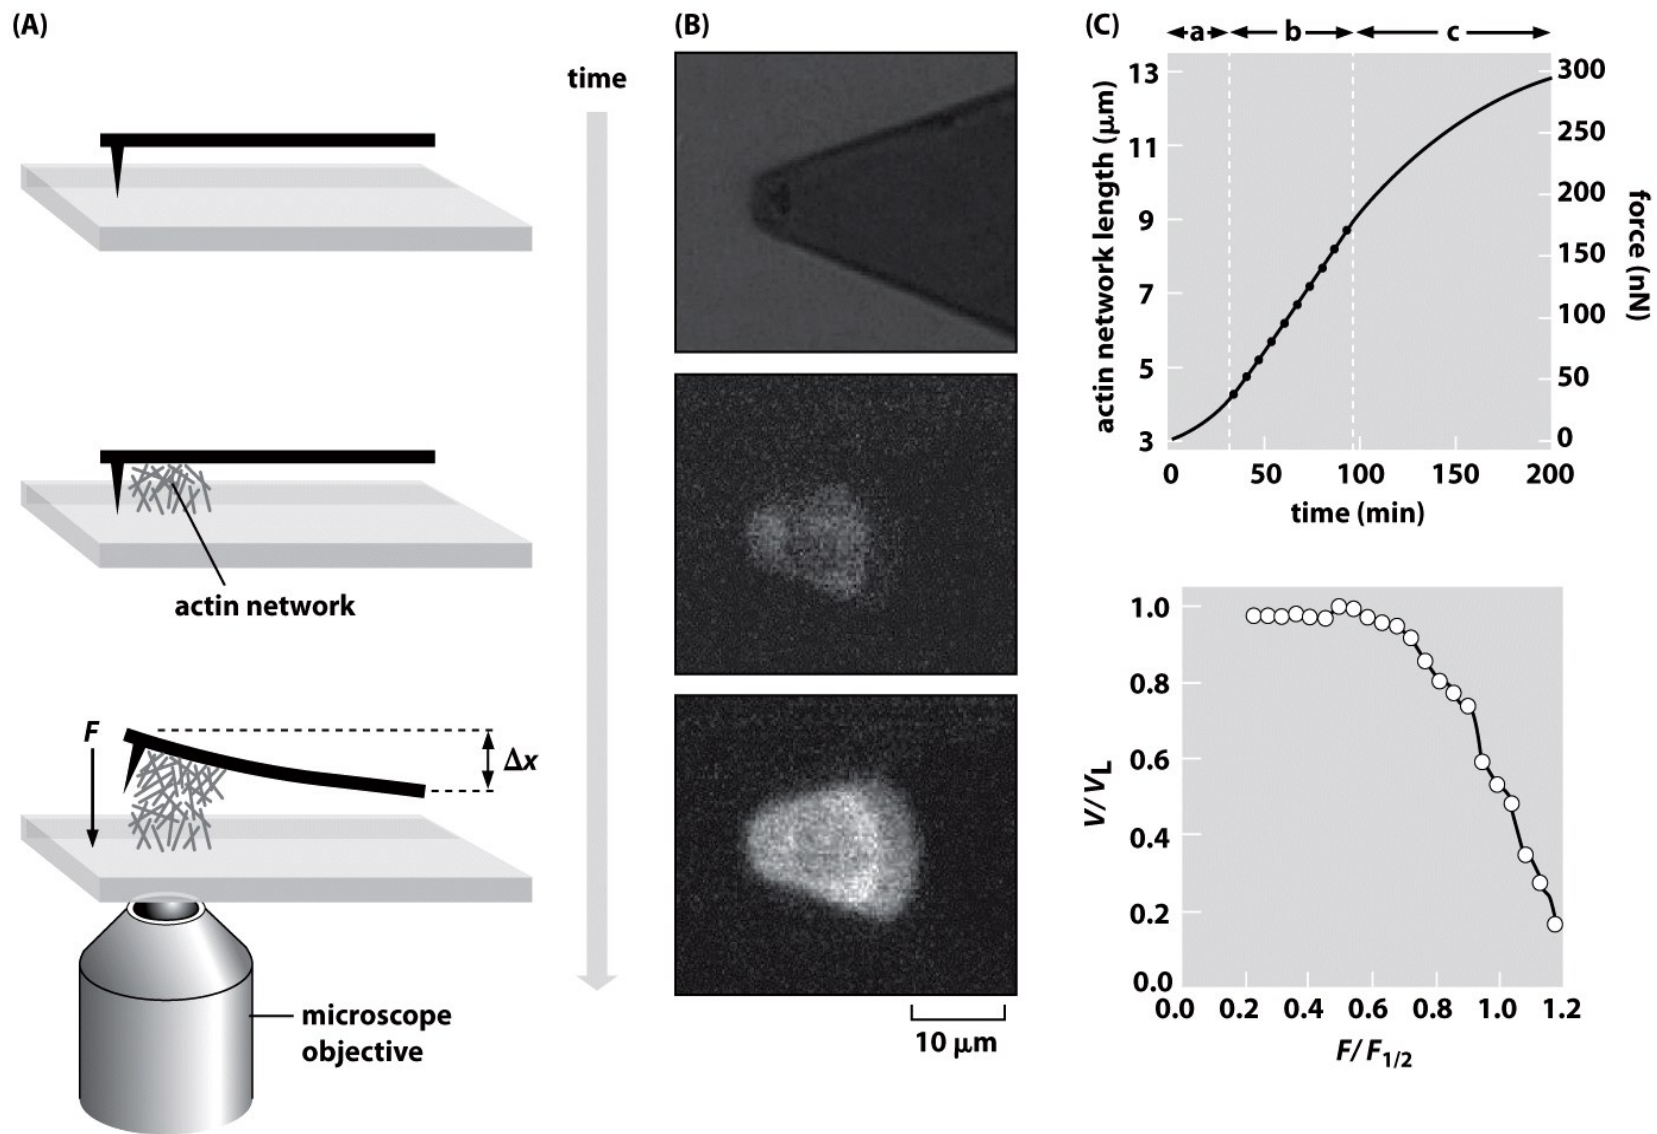 (A)
time
actin network
F
Δx
microscope
objective
(B)
10 μm
(C)
a b c
13
11
9
7
5
3
actin network length (μm)
300
250
200
150
100
50
0
force (nN)
0 50 100 150 200
time (min)
1.0
0.8
0.6
0.4
0.2
0.0
V/VL
0.0 0.2 0.4 0.6 0.8 1.0 1.2
F/F1/2